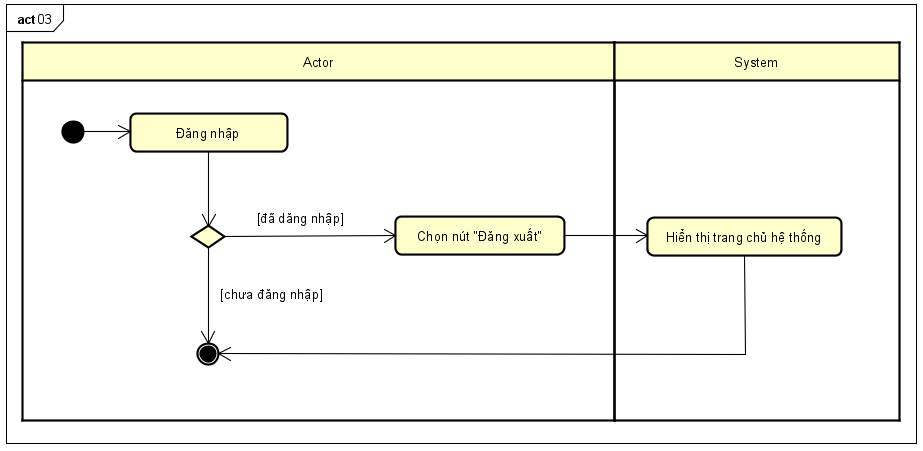 act 03
Actor
System
Đăng nhập
[đã dăng nhập]
Chọn nút "Đăng xuất"
Hiển thị trang chủ hệ thống
[chưa đăng nhập]